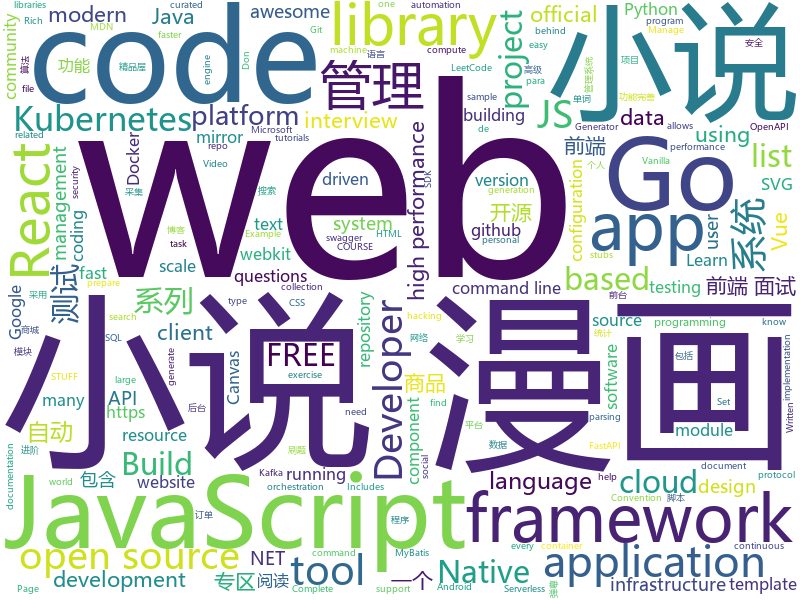 libraries
curated
one
automation
MDN
Rich
faster
Git
behind
Python
program
easy
Manage
modern
Java
awesome
official
community
code
library
小说
功能
精品屋
engine
Don
machine
compute
语言
LeetCode
para
高级
项目
安全
管理系统
file
related
Microsoft
tutorials
管理
project
sample
单词
功能完善
Kubernetes
platform
interview
JS
data
Generator
OpenAPI
mirror
building
de
前端
using
allows
个人
Vanilla
performance
React
management
Docker
security
repo
Video
采集
搜索
web
Go
list
driven
version
SVG
generation
SDK
high performance
app
系统
Vue
coding
text
system
开源
configuration
user
博客
HTML
task
Example
personal
swagger
COURSE
github
webkit
Learn
stubs
测试
scale
questions
fast
系列
based
testing
前端 面试
Google
client
command line
source
programming
小说
漫画
FREE
Developer
repository
采用
CSS
collection
hacking
统计
前台
know
商城
type
search
prepare
Canvas
网络
学习
模块
SQL
many
API
商品
software
包括
implementation
STUFF
generate
large
exercise
need
平台
Set
Written
自动
https
component
module
find
刷题
数据
FastAPI
resource
social
JavaScript
framework
Build
包含
running
language
cloud
design
documentation
进阶
website
后台
Kafka
world
Includes
orchestration
help
parsing
document
protocol
open source
tool
Native
application
development
NET
专区
阅读
一个
infrastructure
template
订单
command
MyBatis
程序
Convention
脚本
every
container
continuous
Page
Complete
support
Android
Serverless